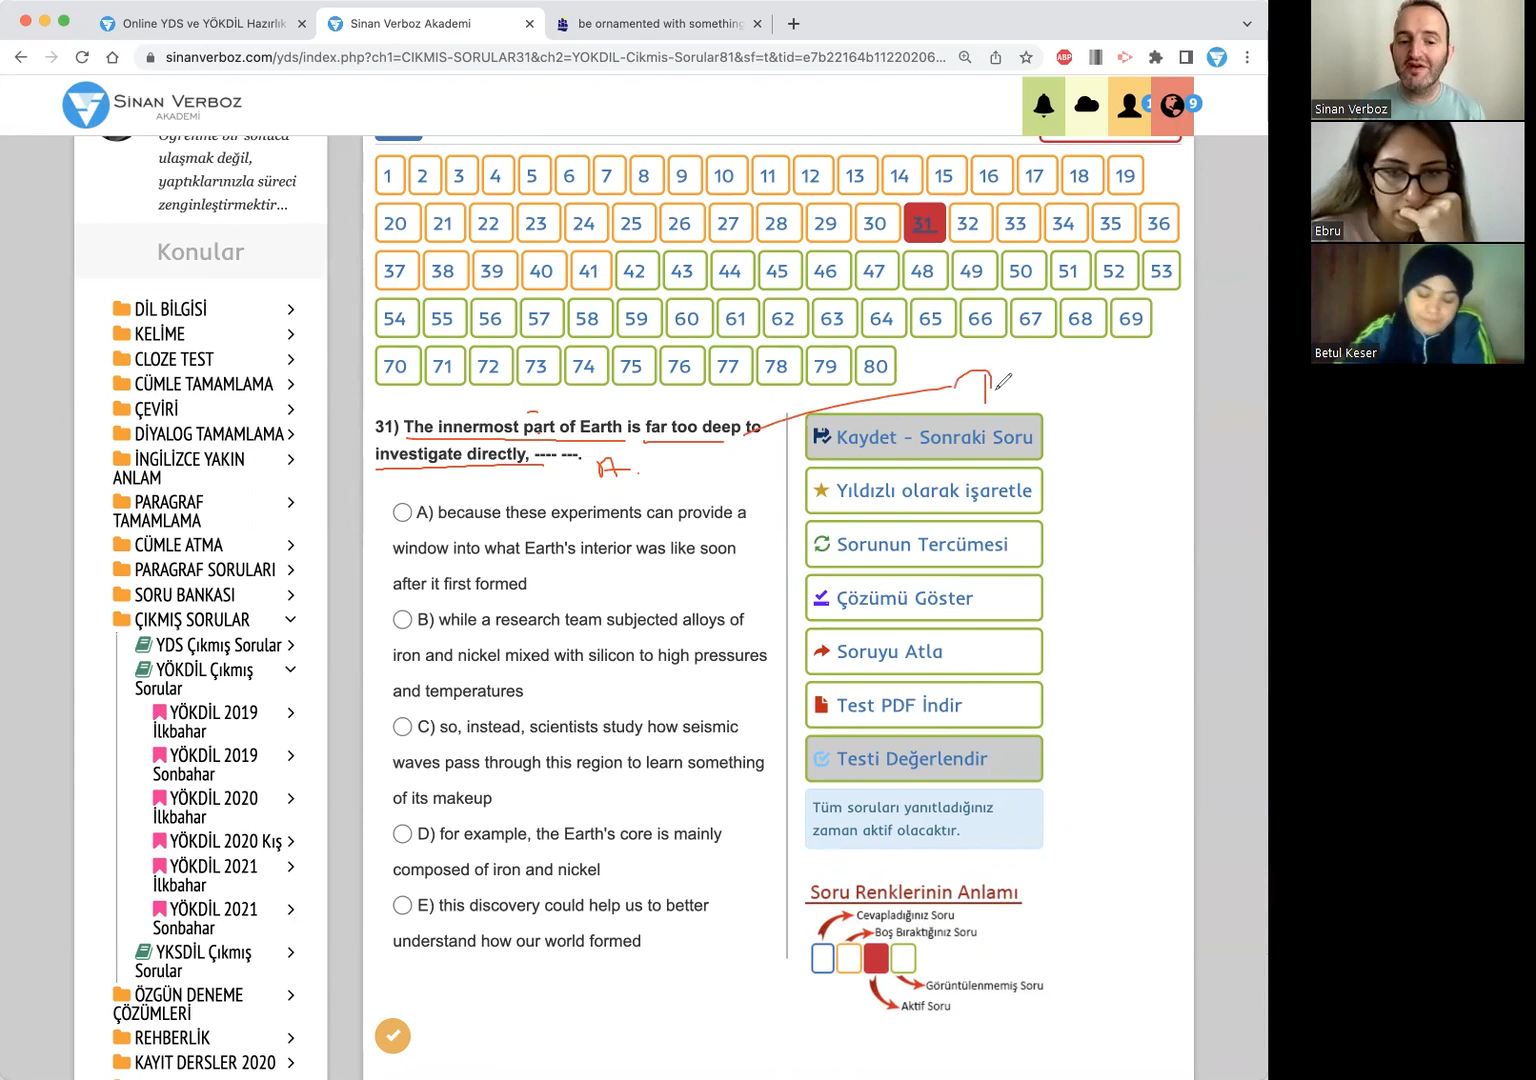 Online YDS ve YÖKDİL Hazırlık
Sinan Verboz Akademi
be ornamented with something
sinanverboz.com/yds/index.php?ch1=CIKMIS-SORULAR31&ch2=YOKDIL-Cikmis-Sorular81&sf=t&tid=e7b22164b11220206...
ABP
SİNAN VERBOZ
AKADEMİ
1
9
Öğrenme bir sonuca
ulaşmak değil,
yaptıklarınızla süreci
zenginleştirmektir...
Konular
DİL BİLGİSİ
KELİME
CLOZE TEST
CÜMLE TAMAMLAMA
ÇEVİRİ
DİYALOG TAMAMLAMA
İNGİLİZCE YAKIN
ANLAM
PARAGRAF
TAMAMLAMA
CÜMLE ATMA
PARAGRAF SORULARI
SORU BANKASI
ÇIKMIŞ SORULAR
YDS Çıkmış Sorular
YÖKDİL Çıkmış
Sorular
YÖKDİL 2019
İlkbahar
YÖKDİL 2019
Sonbahar
YÖKDİL 2020
İlkbahar
YÖKDİL 2020 Kış
YÖKDİL 2021
İlkbahar
YÖKDİL 2021
Sonbahar
YKSDİL Çıkmış
Sorular
ÖZGÜN DENEME
ÇÖZÜMLERİ
REHBERLİK
KAYIT DERSLER 2020
1 2 3 4 5 6 7 8 9 10 11 12 13 14 15 16 17 18 19
20 21 22 23 24 25 26 27 28 29 30 31 32 33 34 35 36
37 38 39 40 41 42 43 44 45 46 47 48 49 50 51 52 53
54 55 56 57 58 59 60 61 62 63 64 65 66 67 68 69
70 71 72 73 74 75 76 77 78 79 80
31) The innermost part of Earth is far too deep to
investigate directly, ---- ---.
A) because these experiments can provide a
window into what Earth's interior was like soon
after it first formed
B) while a research team subjected alloys of
iron and nickel mixed with silicon to high pressures
and temperatures
C) so, instead, scientists study how seismic
waves pass through this region to learn something
of its makeup
D) for example, the Earth's core is mainly
composed of iron and nickel
E) this discovery could help us to better
understand how our world formed
Kaydet - Sonraki Soru
Yıldızlı olarak işaretle
Sorunun Tercümesi
Çözümü Göster
Soruyu Atla
Test PDF İndir
Testi Değerlendir
Tüm soruları yanıtladığınız
zaman aktif olacaktır.
Soru Renklerinin Anlamı
Cevapladığınız Soru
Boş Bıraktığınız Soru
Görüntülenmemiş Soru
Aktif Soru
Sinan Verboz
Ebru
Betul Keser